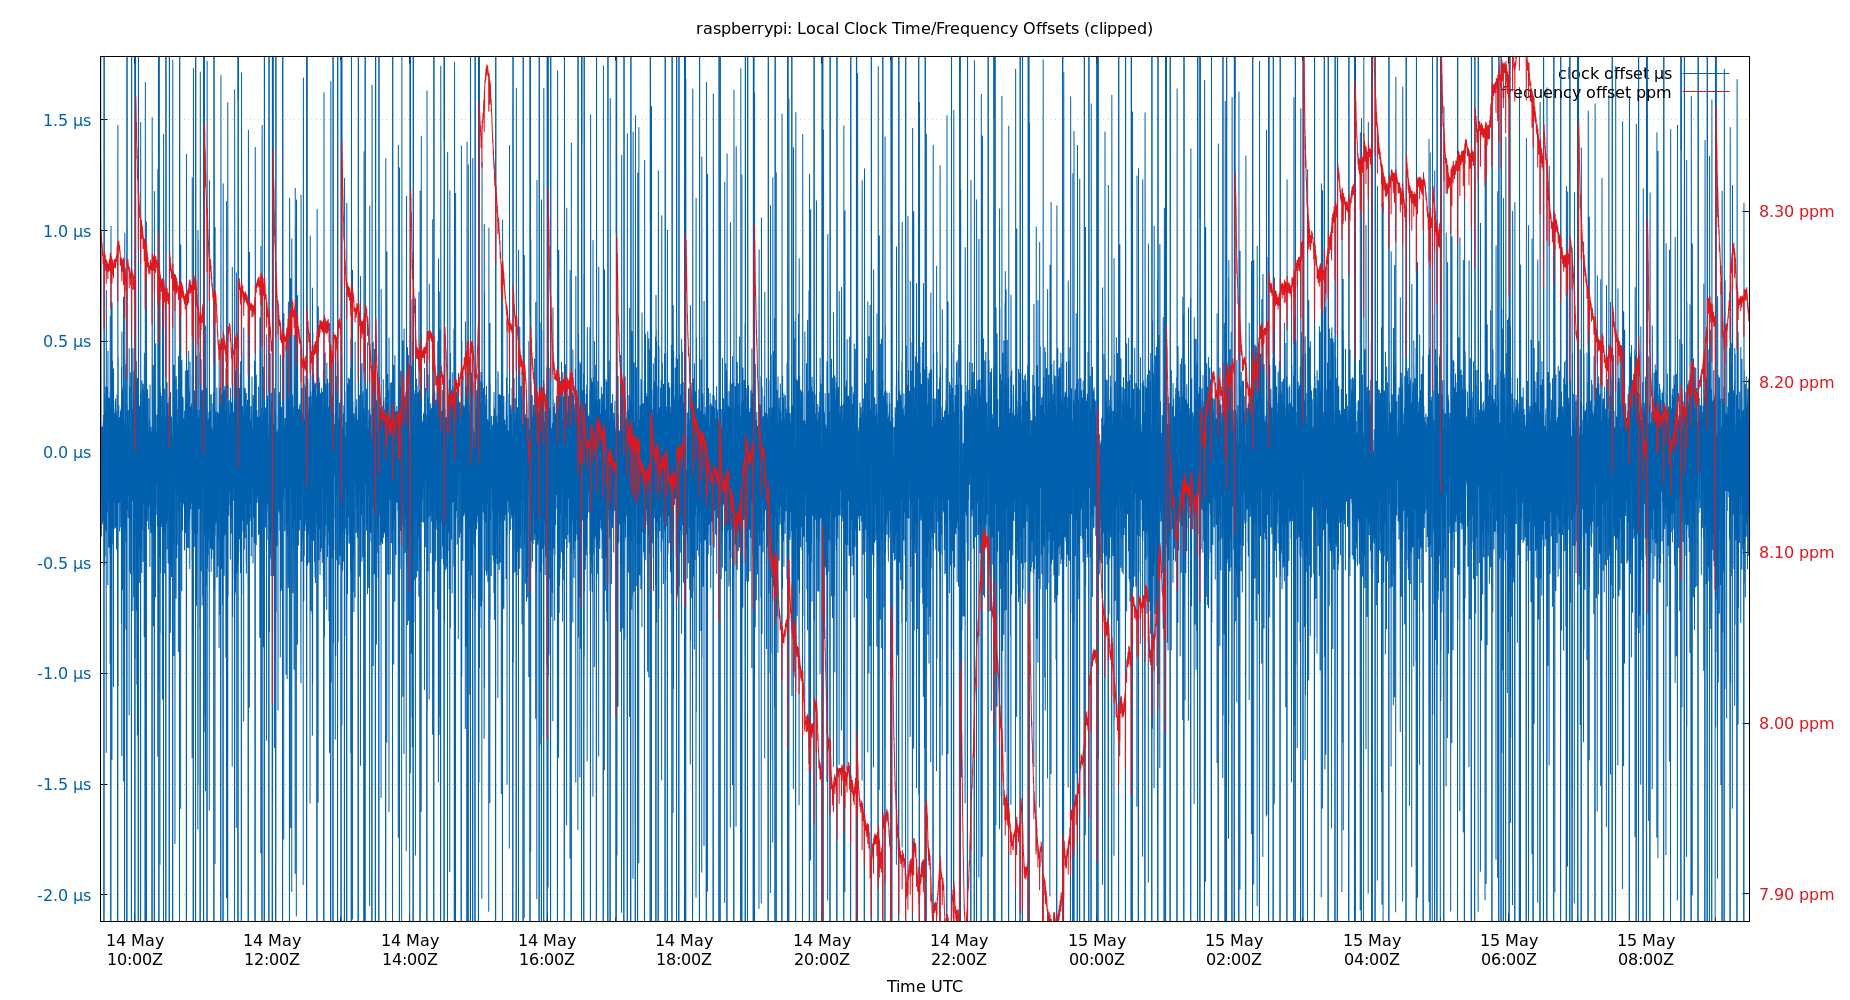 raspberrypi: Local Clock Time/Frequency Offsets (clipped)
clock offset µs
frequency offset ppm
1.5 µs
1.0 µs
0.5 µs
0.0 µs
-0.5 µs
-1.0 µs
-1.5 µs
-2.0 µs
8.30 ppm
8.20 ppm
8.10 ppm
8.00 ppm
7.90 ppm
14 May
10:00Z
14 May
12:00Z
14 May
14:00Z
14 May
16:00Z
14 May
18:00Z
14 May
20:00Z
14 May
22:00Z
15 May
00:00Z
15 May
02:00Z
15 May
04:00Z
15 May
06:00Z
15 May
08:00Z
Time UTC